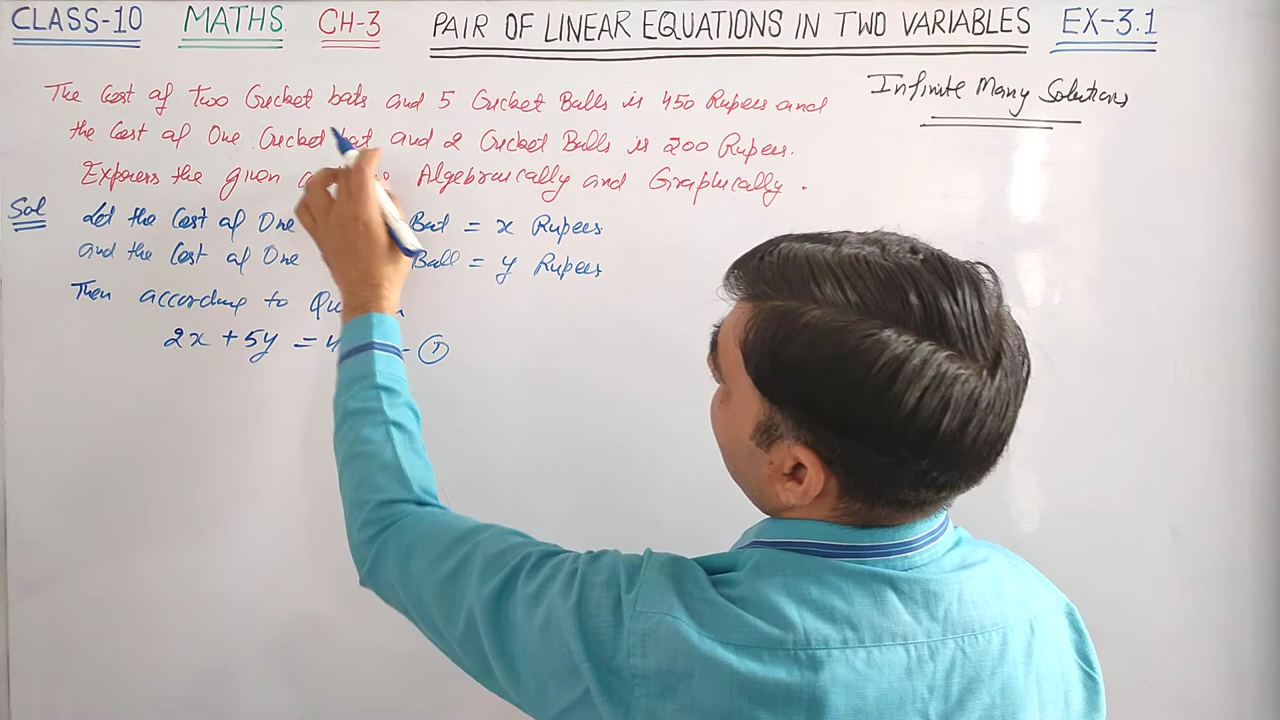 CLASS-10 MATHS CH-3 PAIR OF LINEAR EQUATIONS IN TWO VARIABLES EX-3.1
Infinite Many Solutions
The Cost of Two Cricket bats and 5 Cricket Balls is 450 Rupees and
the Cost of One Cricket bat and 2 Cricket Balls is 200 Rupees.
Express the given Algebraically and Graphically.
Sol Let the Cost of One Bat = x Rupees
and the Cost of One Ball = y Rupees
Then according to
2x + 5y = 4 - ①